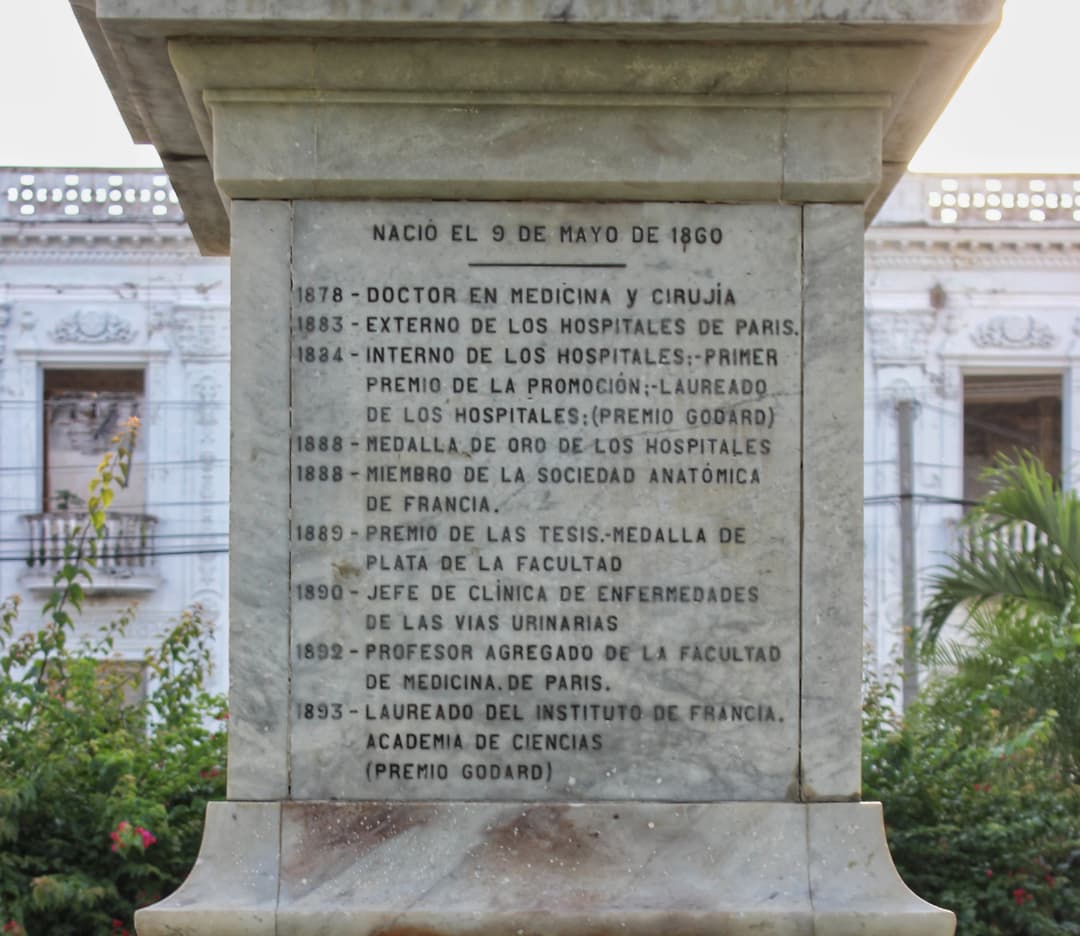 NACIÓ EL 9 DE MAYO DE 1860
1878-DOCTOR EN MEDICINA y CIRUJÍA
1883-EXTERNO DE LOS HOSPITALES DE PARIS.
1884-INTERNO DE LOS HOSPITALES;-PRIMER
PREMIO DE LA PROMOCIÓN;-LAUREADO
DE LOS HOSPITALES;(PREMIO GODARD)
1888-MEDALLA DE ORO DE LOS HOSPITALES
1888-MIEMBRO DE LA SOCIEDAD ANATÓMICA
DE FRANCIA.
1889-PREMIO DE LAS TESIS.-MEDALLA DE
PLATA DE LA FACULTAD
1890-JEFE DE CLÍNICA DE ENFERMEDADES
DE LAS VIAS URINARIAS
1892-PROFESOR AGREGADO DE LA FACULTAD
DE MEDICINA.DE PARIS.
1893-LAUREADO DEL INSTITUTO DE FRANCIA.
ACADEMIA DE CIENCIAS
(PREMIO GODARD)